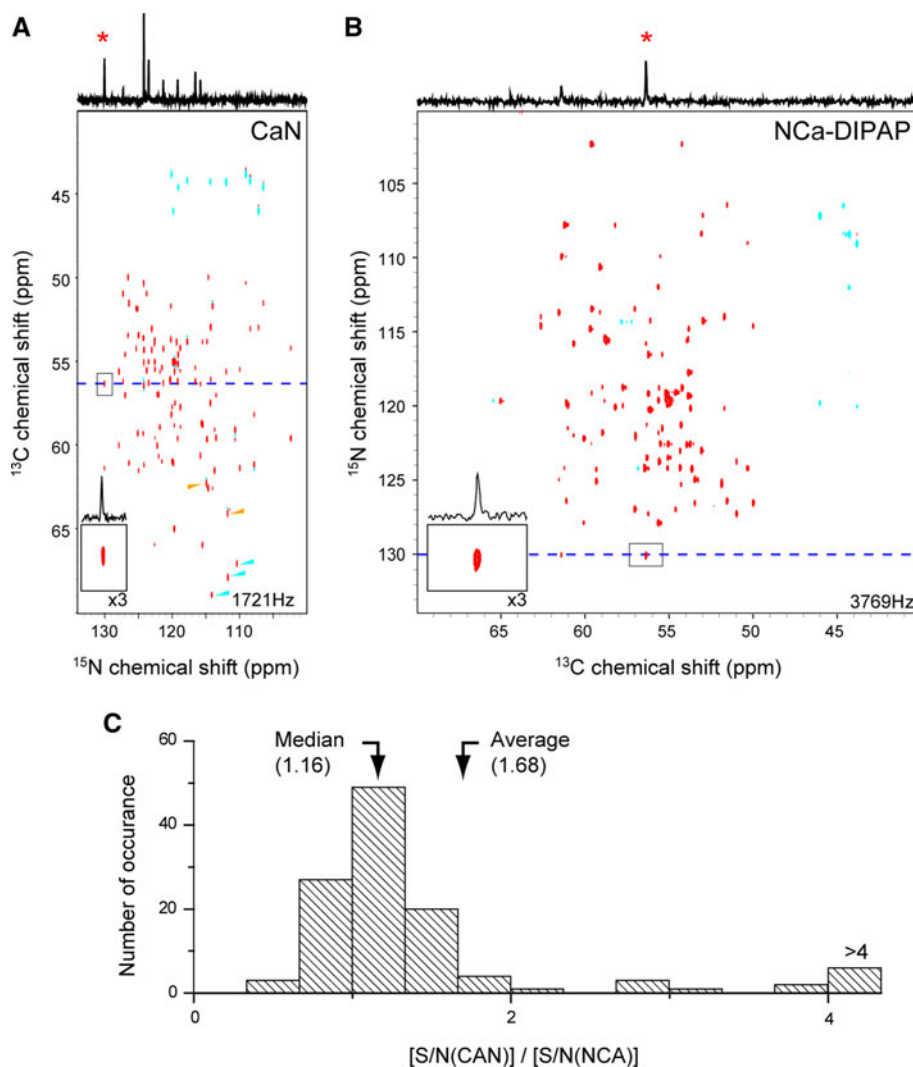 A
B
*
*
CaN
NCa-DIPAP
45
50
55
60
65
13C chemical shift (ppm)
x3
1721Hz
130 120 110
15N chemical shift (ppm)
105
110
115
120
125
130
15N chemical shift (ppm)
x3
3769Hz
65 60 55 50 45
13C chemical shift (ppm)
C
Median
(1.16)
Average
(1.68)
60
40
20
0
Number of occurance
>4
0 2 4
[S/N(CAN)] / [S/N(NCA)]